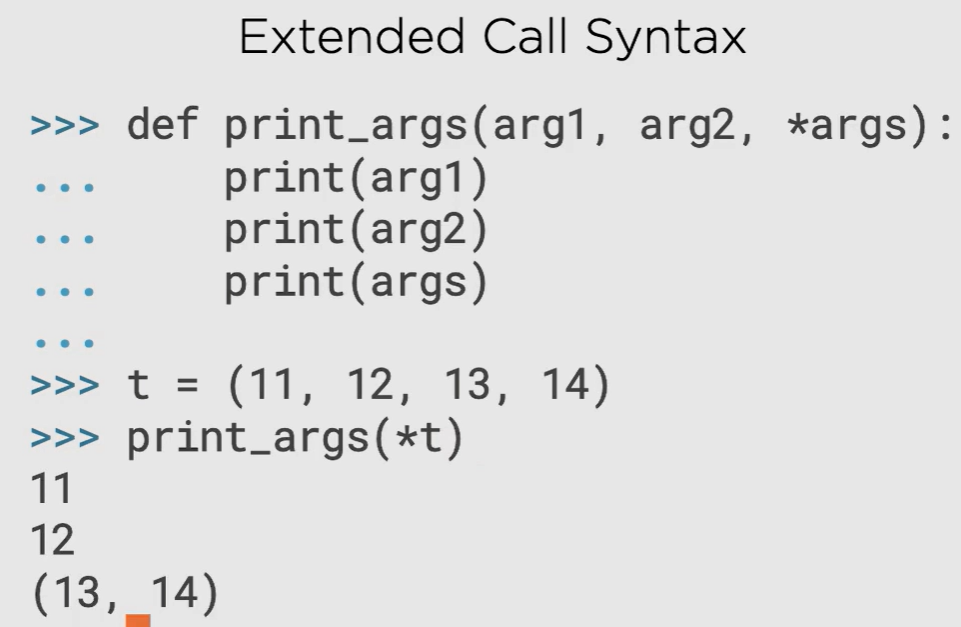 Extended Call Syntax
>>> def print_args(arg1, arg2, *args):
...     print(arg1)
...     print(arg2)
...     print(args)
...
>>> t = (11, 12, 13, 14)
>>> print_args(*t)
11
12
(13, 14)